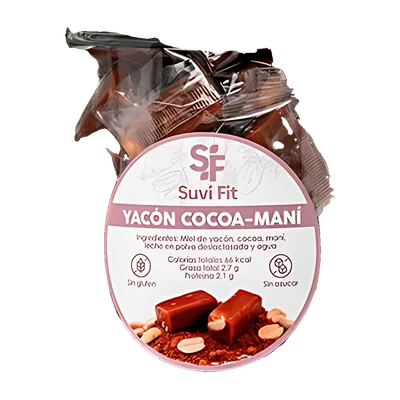 SF
Suvi Fit
YACÓN COCOA-MANÍ
Ingredientes: Miel de yacón, cocoa, maní,
leche en polvo deslactosada y agua
Calorías totales 66 kcal
Grasa total 2,7 g
Proteína 2,1 g
Sin gluten
Sin azúcar